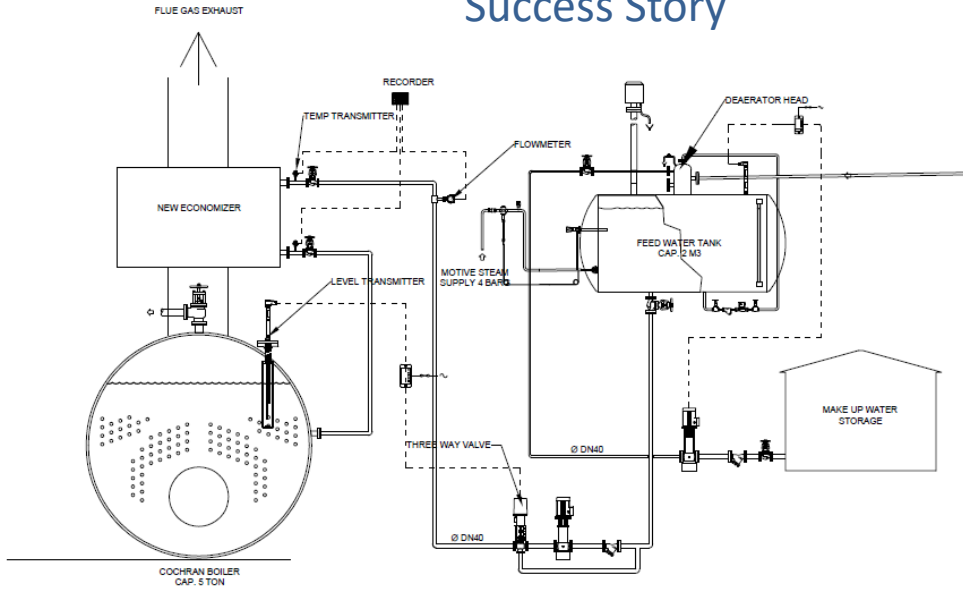 Success Story
FLUE GAS EXHAUST
RECORDER
TEMP TRANSMITTER
DEAERATOR HEAD
FLOWMETER
NEW ECONOMIZER
FEED WATER TANK
CAP. 2 M3
MOTIVE STEAM
SUPPLY 4 BARG
LEVEL TRANSMITTER
MAKE UP WATER
STORAGE
THREE WAY VALVE
Ø DN40
Ø DN40
COCHRAN BOILER
CAP. 5 TON